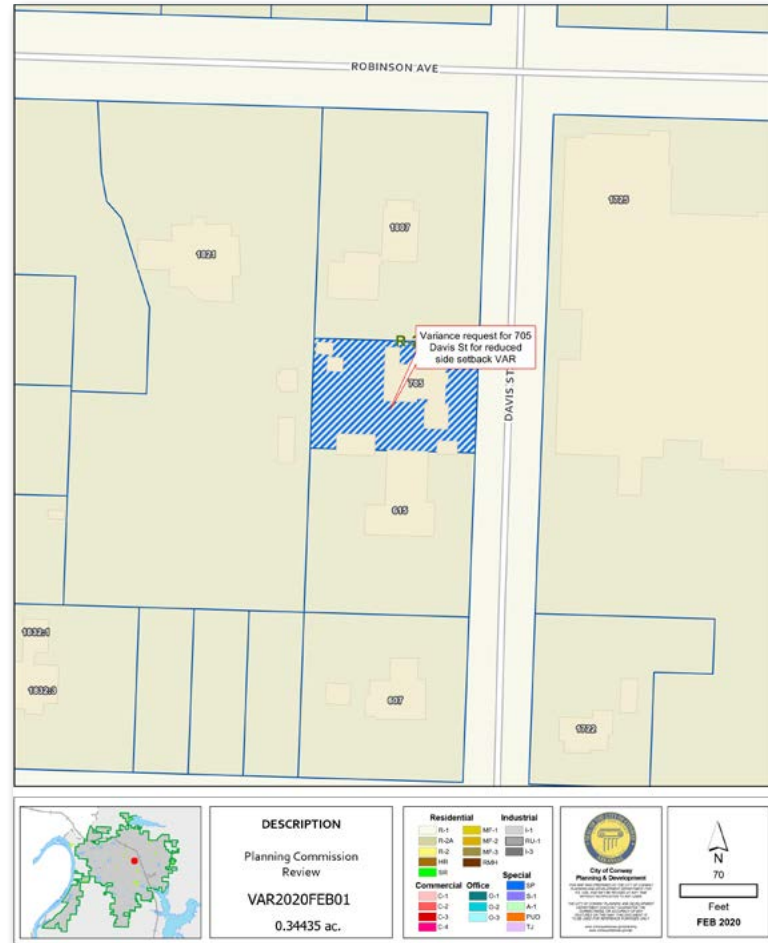 ROBINSON AVE
1725
1807
1821
R-
Variance request for 705
Davis St for reduced
side setback VAR
705
DAVIS ST
615
1832:1
1832:3
607
1722
DESCRIPTION
Planning Commission
Review
VAR2020FEB01
0.34435 ac.
Residential
R-1
R-2A
R-2
HR
SR
MF-1
MF-2
MF-3
RMH
Industrial
I-1
RU-1
I-3
Commercial
C-1
C-2
C-3
C-4
Office
O-1
O-2
O-3
Special
SP
S-1
A-1
PUD
TJ
City of Conway
Planning & Development
N
70
Feet
FEB 2020